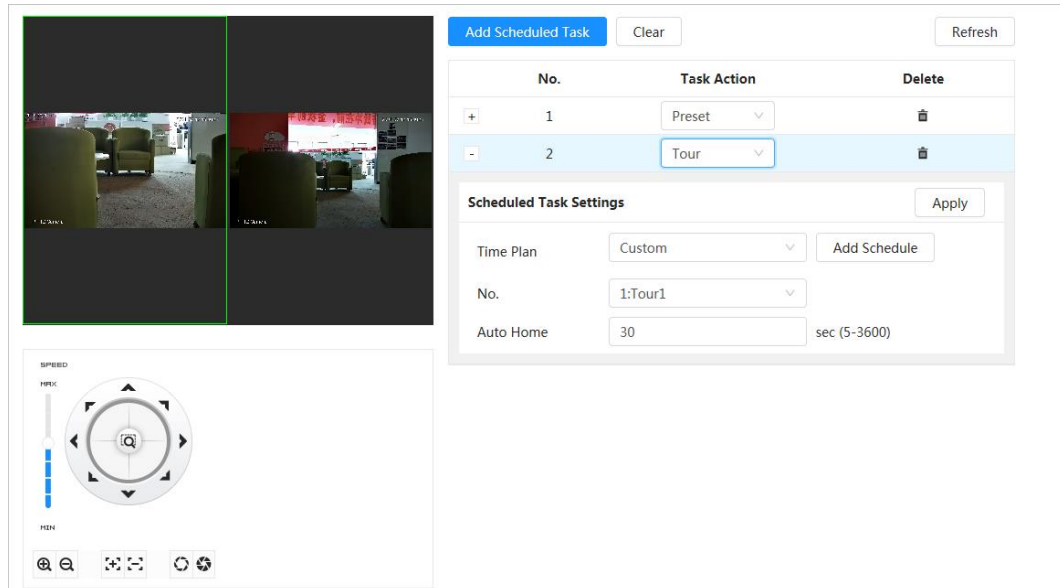 Add Scheduled Task Clear Refresh
No. Task Action Delete
+ 1 Preset
- 2 Tour
Scheduled Task Settings Apply
Time Plan Custom Add Schedule
No. 1:Tour1
Auto Home 30 sec (5-3600)
SPEED
MAX
MIN